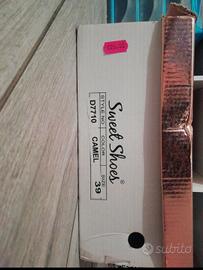 Sweet Shoes®
STYLE NO. COLOR SIZE
D7710 CAMEL 39
subito